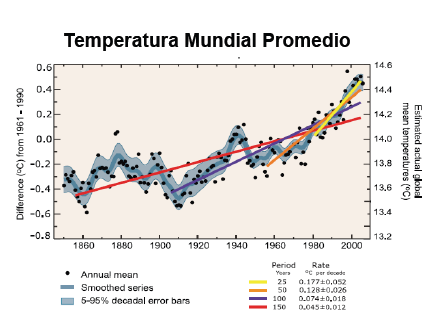 Temperatura Mundial Promedio
Difference (°C) from 1961 - 1990
0.6
0.4
0.2
0.0
-0.2
-0.4
-0.6
-0.8
14.6
14.4
14.2
14.0
13.8
13.6
13.4
13.2
Estimated actual global
mean temperatures (°C)
1860 1880 1900 1920 1940 1960 1980 2000
Annual mean
Smoothed series
5-95% decadal error bars
Period Rate
Years °C per decade
25 0.177±0.052
50 0.128±0.026
100 0.074±0.018
150 0.045±0.012